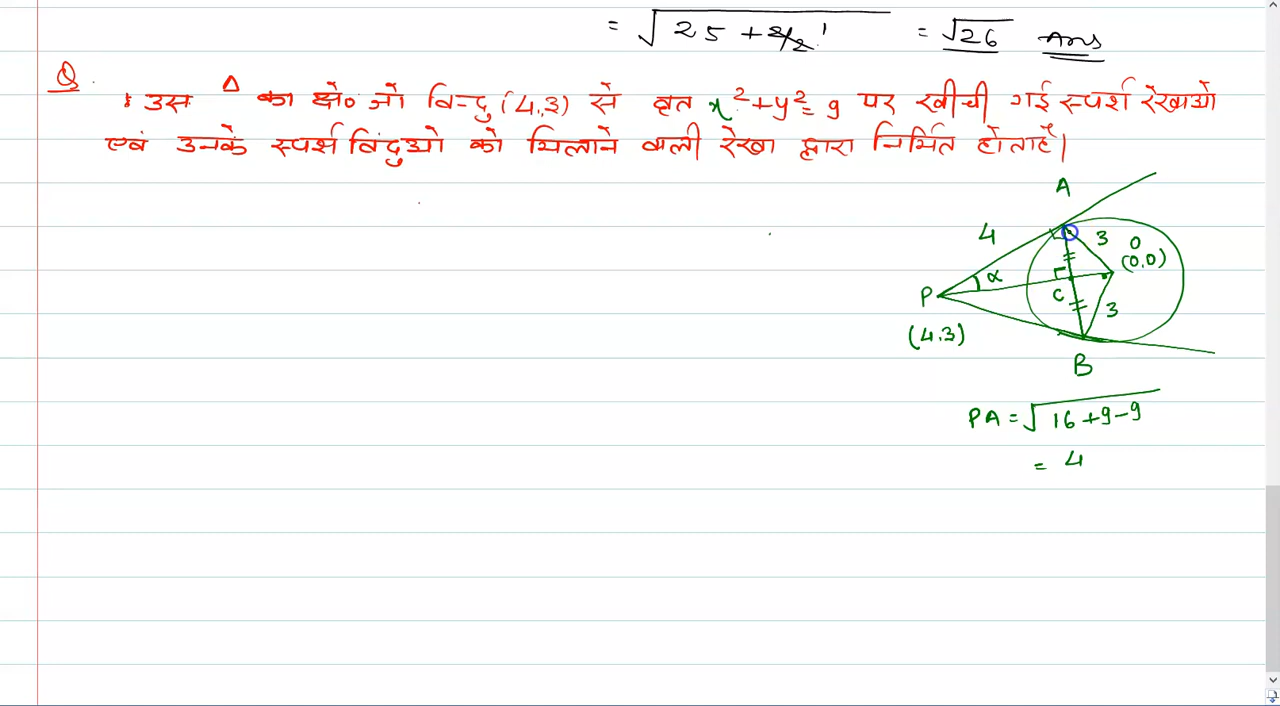 = √25 + 2/2 1 = √26 Ans
Q
उस Δ का क्षे० जो विन्दु (4,3) से वृत x²+y²=9 पर खीची गई स्पर्श रेखाओ
एवं उनके स्पर्श विंदुओ को मिलाने वाली रेखा द्वारा निर्मित होता है।
A
4 3 0
(0,0)
α
P C
3
(4,3)
B
PA = √16+9-9
= 4